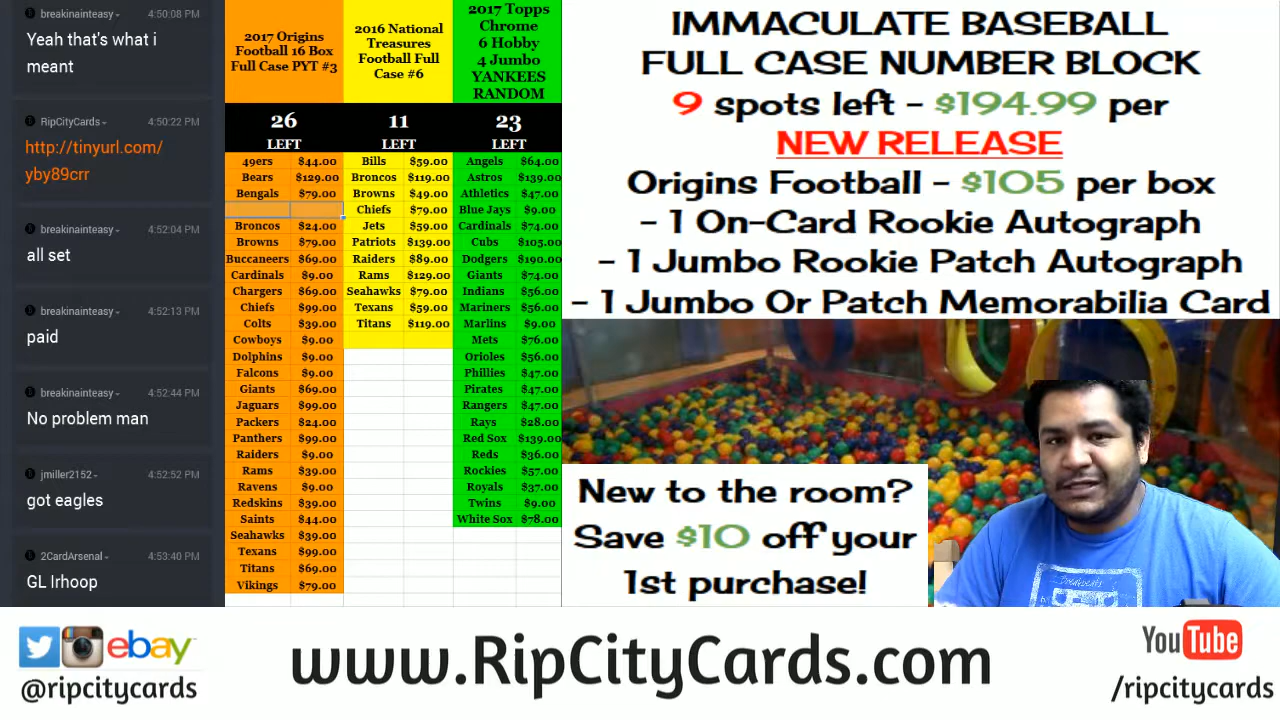 breakinainteasy 4:50:08 PM
Yeah that's what i
meant
RipCityCards 4:50:22 PM
http://tinyurl.com/
yby89crr
breakinainteasy 4:52:04 PM
all set
breakinainteasy 4:52:13 PM
paid
breakinainteasy 4:52:44 PM
No problem man
jmiller2152 4:52:52 PM
got eagles
2CardArsenal 4:53:40 PM
GL Irhoop
2017 Origins
Football 16 Box
Full Case PYT #3
26
LEFT
49ers $44.00
Bears $129.00
Bengals $79.00
Broncos $24.00
Browns $79.00
Buccaneers $69.00
Cardinals $9.00
Chargers $69.00
Chiefs $99.00
Colts $39.00
Cowboys $9.00
Dolphins $9.00
Falcons $9.00
Giants $69.00
Jaguars $99.00
Packers $24.00
Panthers $99.00
Raiders $9.00
Rams $39.00
Ravens $9.00
Redskins $39.00
Saints $44.00
Seahawks $39.00
Texans $99.00
Titans $69.00
Vikings $79.00
2016 National
Treasures
Football Full
Case #6
11
LEFT
Bills $59.00
Broncos $119.00
Browns $49.00
Chiefs $79.00
Jets $59.00
Patriots $139.00
Raiders $89.00
Rams $129.00
Seahawks $79.00
Texans $59.00
Titans $119.00
2017 Topps
Chrome
6 Hobby
4 Jumbo
YANKEES
RANDOM
23
LEFT
Angels $64.00
Astros $139.00
Athletics $47.00
Blue Jays $9.00
Cardinals $74.00
Cubs $105.00
Dodgers $190.00
Giants $74.00
Indians $56.00
Mariners $56.00
Marlins $9.00
Mets $76.00
Orioles $56.00
Phillies $47.00
Pirates $47.00
Rangers $47.00
Rays $28.00
Red Sox $139.00
Reds $36.00
Rockies $57.00
Royals $37.00
Twins $9.00
White Sox $78.00
IMMACULATE BASEBALL
FULL CASE NUMBER BLOCK
9 spots left - $194.99 per
NEW RELEASE
Origins Football - $105 per box
- 1 On-Card Rookie Autograph
- 1 Jumbo Rookie Patch Autograph
- 1 Jumbo Or Patch Memorabilia Card
New to the room?
Save $10 off your
1st purchase!
Breakbeats
ebay
@ripcitycards
www.RipCityCards.com
YouTube
/ripcitycards